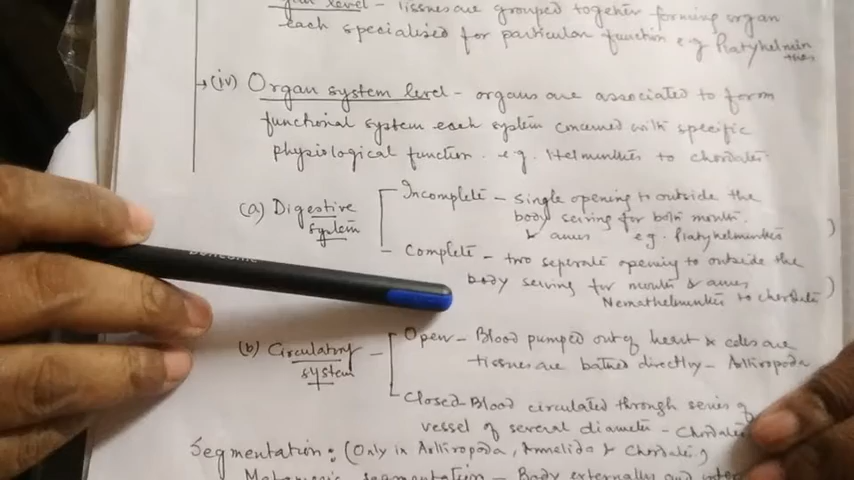 level - Tissues are grouped together forming organ
each specialised for particular function e.g Platyhelmin
thes
→ (iv) Organ system level - organs are associated to form
functional system each system concerned with specific
physiological function. e.g. Helminthes to chordates
(a) Digestive system
Incomplete - single opening to outside the
body serving for both mouth
& anus e.g. Platyhelminthes )
Complete - two seperate opening to outside the
body serving for mouth & anus )
Nemathelminthes to chordates
(b) Circulatory system
Open - Blood pumped out of heart & cells are
tissues are bathed directly - Arthropoda
Closed - Blood circulated through series of
vessel of several diameter - Chordates
Segmentation : (Only in Arthropoda, Annelida & Chordates)
Metameric segmentation - Body externally and inter